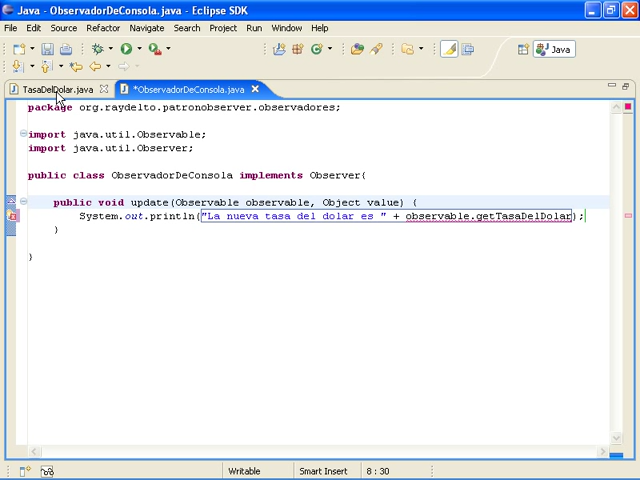 Java - ObservadorDeConsola.java - Eclipse SDK
File Edit Source Refactor Navigate Search Project Run Window Help
Java
TasaDelDolar.java *ObservadorDeConsola.java
package org.raydelto.patronobserver.observadores;
import java.util.Observable;
import java.util.Observer;
public class ObservadorDeConsola implements Observer{
public void update(Observable observable, Object value) {
System.out.println("La nueva tasa del dolar es " + observable.getTasaDelDolar);
}
}
Writable Smart Insert 8 : 30